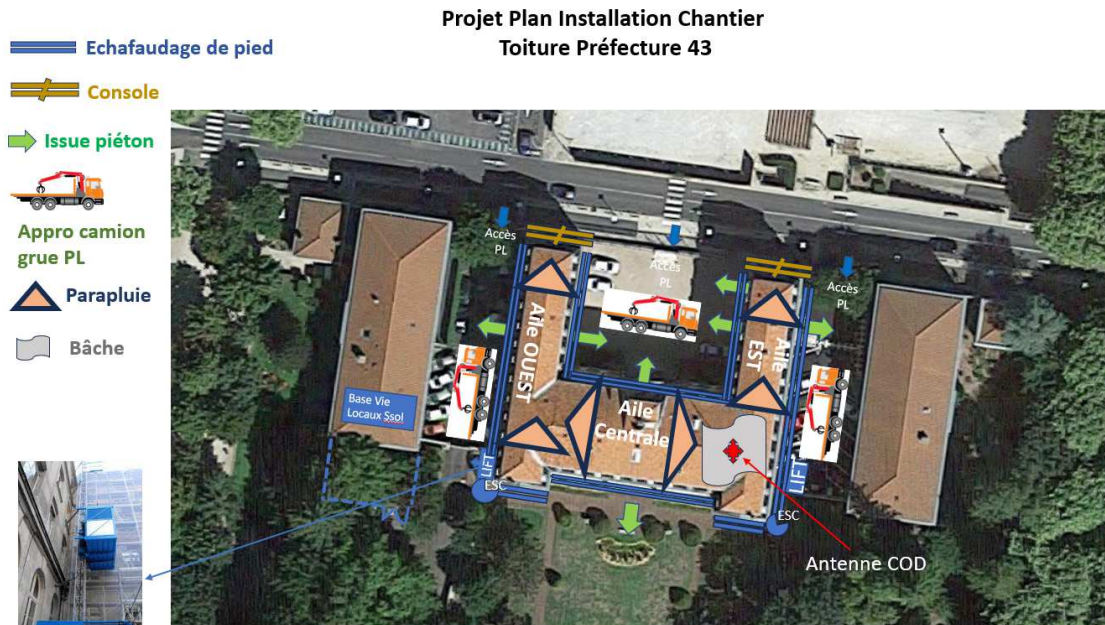 Projet Plan Installation Chantier
Toiture Préfecture 43
Echafaudage de pied
Console
Issue piéton
Appro camion
grue PL
Parapluie
Bâche
Accès
PL
Accès
PL
Accès
PL
Aile OUEST
Aile
EST
Aile
Centrale
Base Vie
Locaux Ssol
LIFT
ESC
LIFT
ESC
Antenne COD